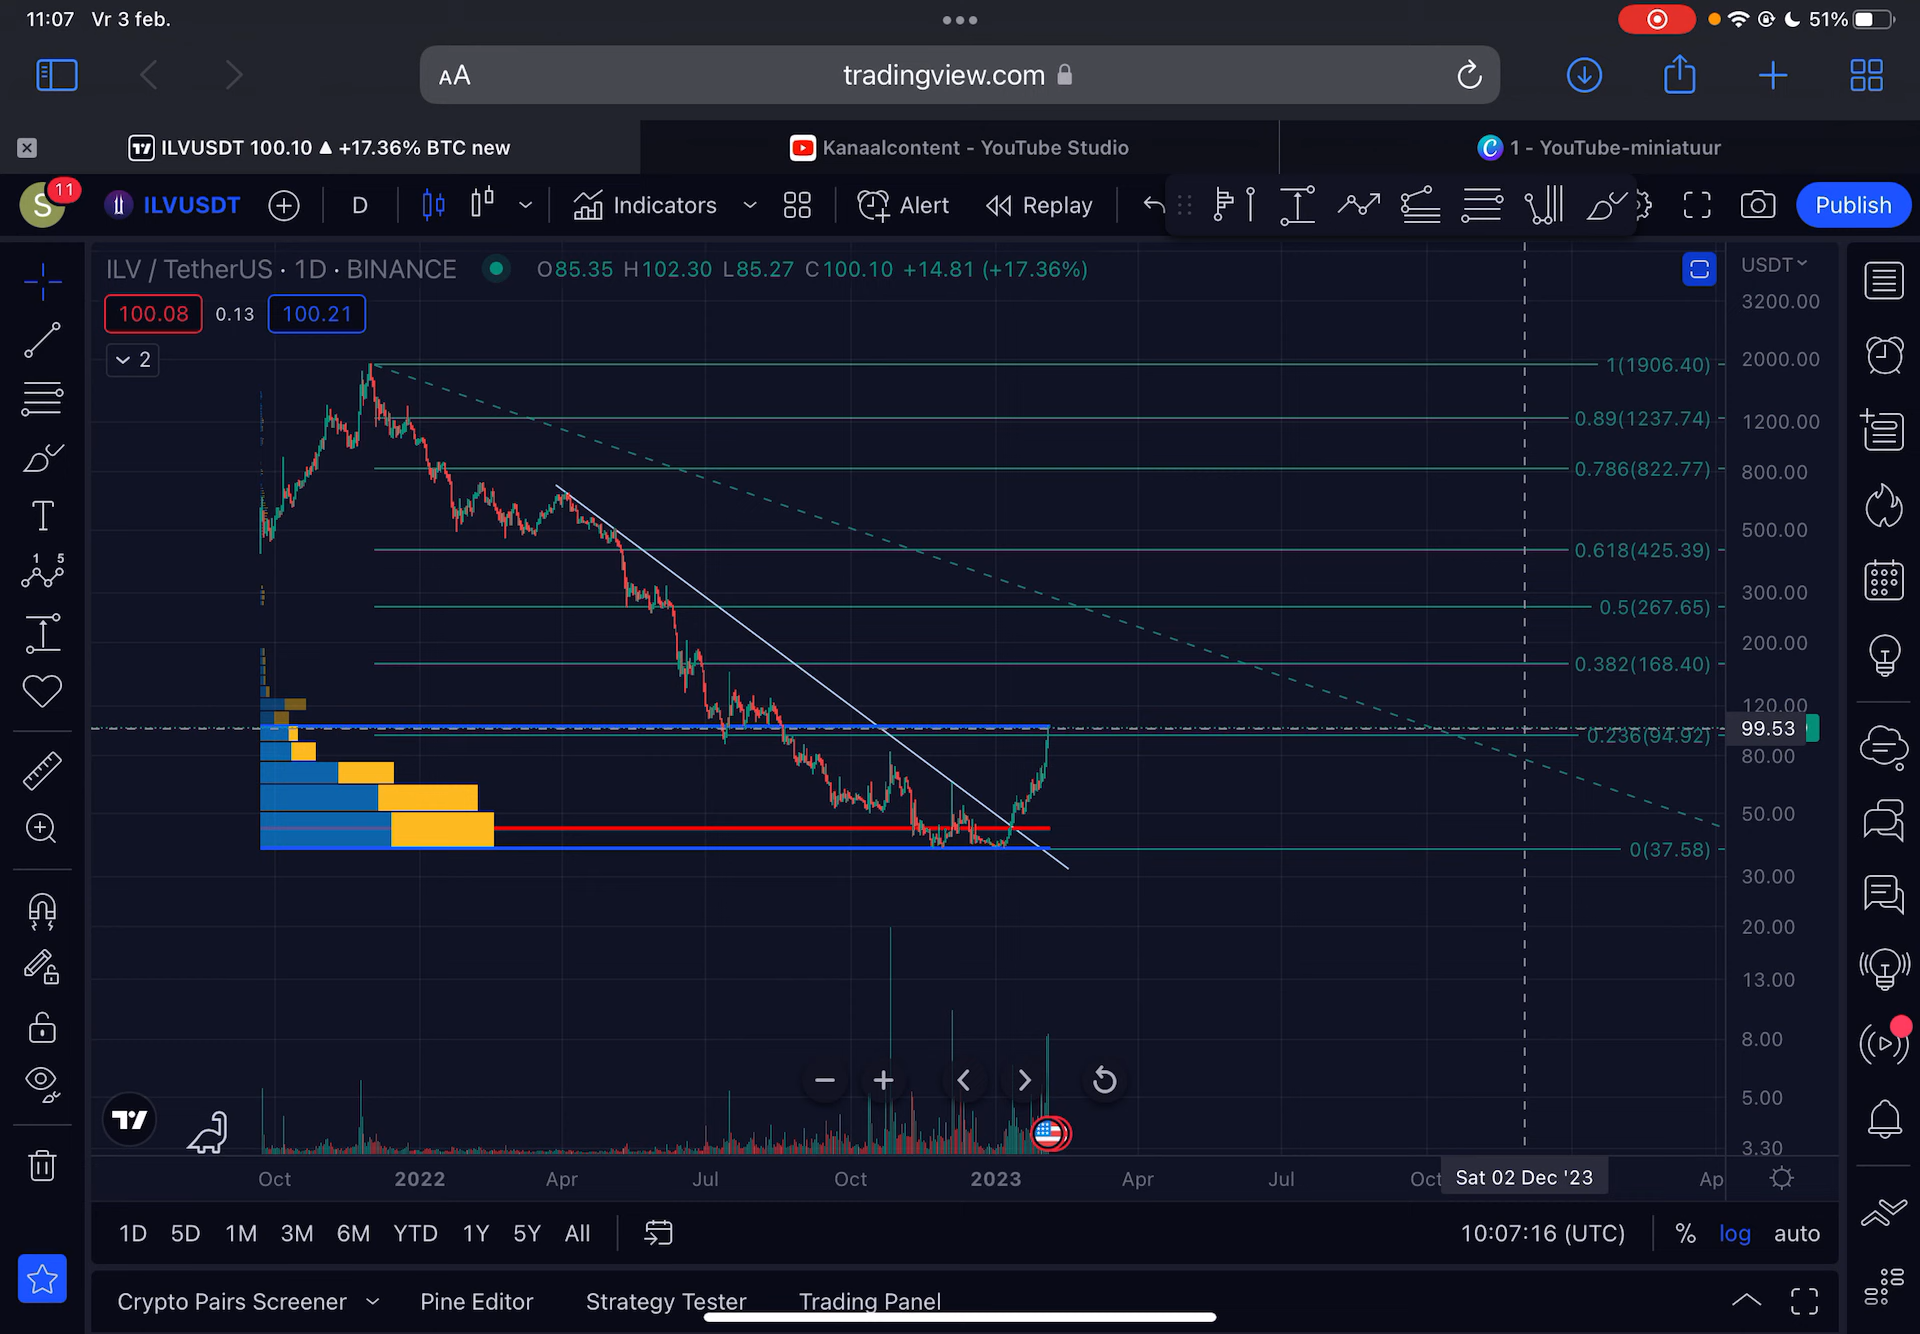 11:07 Vr 3 feb.
51%
AA tradingview.com
ILVUSDT 100.10 ▲ +17.36% BTC new
Kanaalcontent - YouTube Studio
1 - YouTube-miniatuur
S 11 ILVUSDT D Indicators Alert Replay Publish
ILV / TetherUS · 1D · BINANCE O85.35 H102.30 L85.27 C100.10 +14.81 (+17.36%)
USDT
100.08 0.13 100.21
2
3200.00
2000.00
1200.00
800.00
500.00
300.00
200.00
120.00
99.53
80.00
50.00
30.00
20.00
13.00
8.00
5.00
3.30
1(1906.40)
0.89(1237.74)
0.786(822.77)
0.618(425.39)
0.5(267.65)
0.382(168.40)
0.236(94.92)
0(37.58)
T
1 5
Oct 2022 Apr Jul Oct 2023 Apr Jul Oct Sat 02 Dec '23 Ap
1D 5D 1M 3M 6M YTD 1Y 5Y All
10:07:16 (UTC) % log auto
Crypto Pairs Screener Pine Editor Strategy Tester Trading Panel